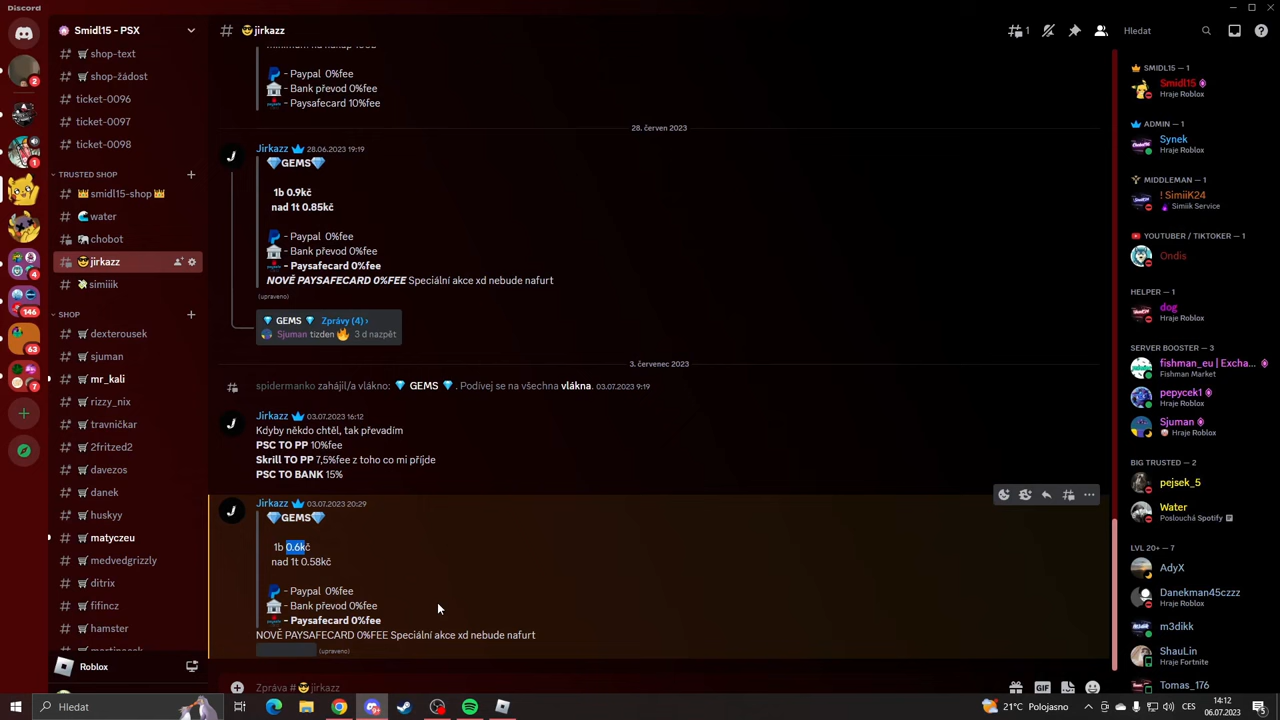 Discord
Smidl15 - PSX
shop-text
shop-žádost
ticket-0096
ticket-0097
ticket-0098
TRUSTED SHOP
smidl15-shop
water
chobot
jirkazz
simiiik
SHOP
dexterousek
sjuman
mr_kali
rizzy_nix
travničkar
2fritzed2
davezos
danek
huskyy
matyczeu
medvedgrizzly
ditrix
fifincz
hamster
Roblox
2
1
4
146
63
7
jirkazz
1
Hledat
- Paypal 0%fee
- Bank převod 0%fee
- Paysafecard 10%fee
28. červen 2023
Jirkazz 28.06.2023 19:19
GEMS
1b 0.9kč
nad 1t 0.85kč
- Paypal 0%fee
- Bank převod 0%fee
- Paysafecard 0%fee
NOVÉ PAYSAFECARD 0%FEE Speciální akce xd nebude nafurt
(upraveno)
GEMS Zprávy (4) ›
Sjuman tizden 3 d nazpět
3. červenec 2023
spidermanko zahájil/a vlákno: GEMS . Podívej se na všechna vlákna. 03.07.2023 9:19
Jirkazz 03.07.2023 16:12
Kdyby někdo chtěl, tak převadím
PSC TO PP 10%fee
Skrill TO PP 7,5%fee z toho co mi příjde
PSC TO BANK 15%
Jirkazz 03.07.2023 20:29
GEMS
1b 0.6kč
nad 1t 0.58kč
- Paypal 0%fee
- Bank převod 0%fee
- Paysafecard 0%fee
NOVÉ PAYSAFECARD 0%FEE Speciální akce xd nebude nafurt
(upraveno)
Zpráva # jirkazz
GIF
SMIDL15 — 1
Smidl15
Hraje Roblox
ADMIN — 1
Synek
Hraje Roblox
MIDDLEMAN — 1
! SimiiK24
Simiik Service
YOUTUBER / TIKTOKER — 1
Ondis
HELPER — 1
dog
Hraje Roblox
SERVER BOOSTER — 3
fishman_eu | Excha...
Fishman Market
pepycek1
Hraje Roblox
Sjuman
Hraje Roblox
BIG TRUSTED — 2
pejsek_5
Water
Poslouchá Spotify
LVL 20+ — 7
AdyX
Danekman45czzz
Hraje Roblox
m3dikk
ShauLin
Hraje Fortnite
Tomas_176
Hledat
21°C Polojasno
CES
14:12
06.07.2023